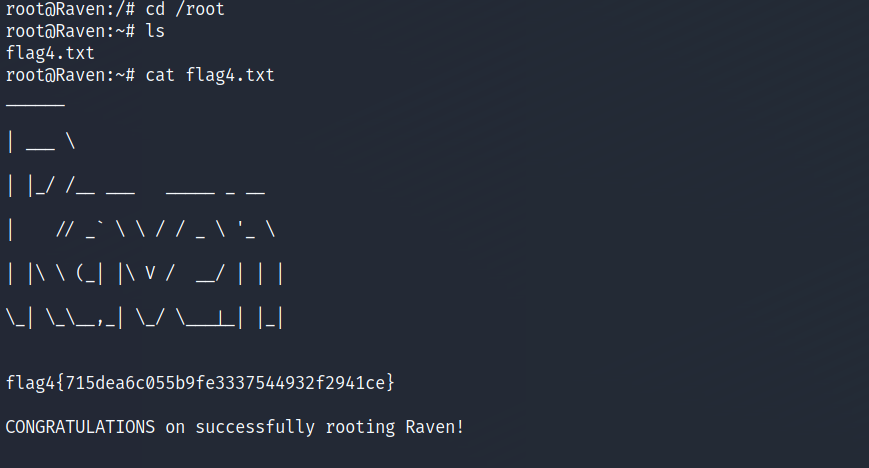 root@Raven:/# cd /root
root@Raven:~# ls
flag4.txt
root@Raven:~# cat flag4.txt
______
| ___ \
| |_/ /__ ___   _____ _ __
|    // _` \ \ / / _ \ '_ \
| |\ \ (_| |\ V /  __/ | | |
\_| \_\__,_| \_/ \___|_| |_|
flag4{715dea6c055b9fe3337544932f2941ce}
CONGRATULATIONS on successfully rooting Raven!